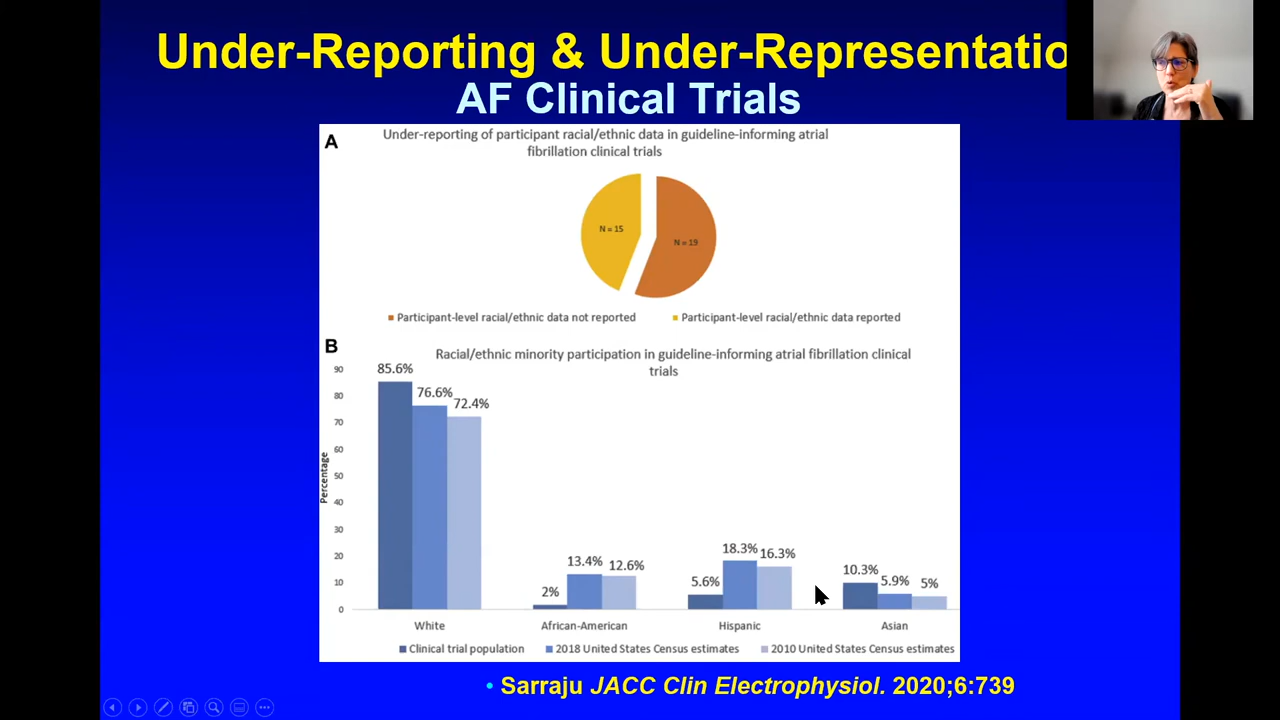 Under-Reporting & Under-Representatio
AF Clinical Trials
A
Under-reporting of participant racial/ethnic data in guideline-informing atrial
fibrillation clinical trials
N = 15
N = 19
Participant-level racial/ethnic data not reported
Participant-level racial/ethnic data reported
B
Racial/ethnic minority participation in guideline-informing atrial fibrillation clinical
trials
Percentage
90
80
70
60
50
40
30
20
10
0
85.6%
76.6%
72.4%
2%
13.4%
12.6%
5.6%
18.3%
16.3%
10.3%
5.9%
5%
White
African-American
Hispanic
Asian
Clinical trial population
2018 United States Census estimates
2010 United States Census estimates
• Sarraju JACC Clin Electrophysiol. 2020;6:739